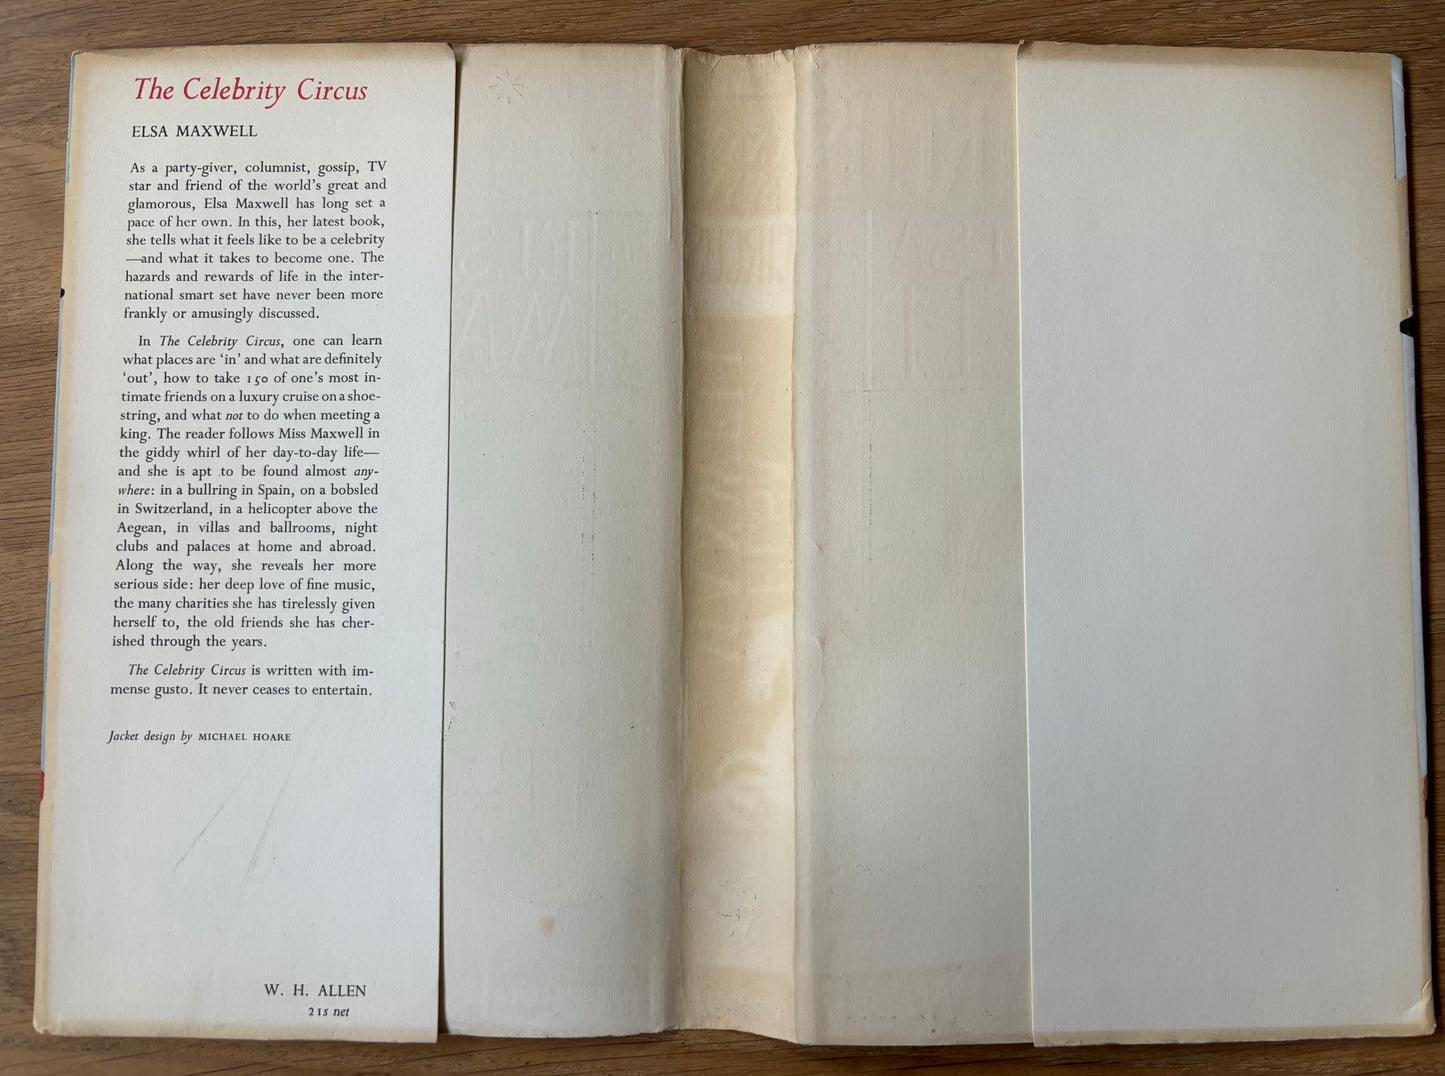 The Celebrity Circus
ELSA MAXWELL
As a party-giver, columnist, gossip, TV
star and friend of the world's great and
glamorous, Elsa Maxwell has long set a
pace of her own. In this, her latest book,
she tells what it feels like to be a celebrity
—and what it takes to become one. The
hazards and rewards of life in the inter-
national smart set have never been more
frankly or amusingly discussed.
In The Celebrity Circus, one can learn
what places are 'in' and what are definitely
'out', how to take 150 of one's most in-
timate friends on a luxury cruise on a shoe-
string, and what not to do when meeting a
king. The reader follows Miss Maxwell in
the giddy whirl of her day-to-day life—
and she is apt to be found almost any-
where: in a bullring in Spain, on a bobsled
in Switzerland, in a helicopter above the
Aegean, in villas and ballrooms, night
clubs and palaces at home and abroad.
Along the way, she reveals her more
serious side: her deep love of fine music,
the many charities she has tirelessly given
herself to, the old friends she has cher-
ished through the years.
The Celebrity Circus is written with im-
mense gusto. It never ceases to entertain.
Jacket design by MICHAEL HOARE
W. H. ALLEN
21s net